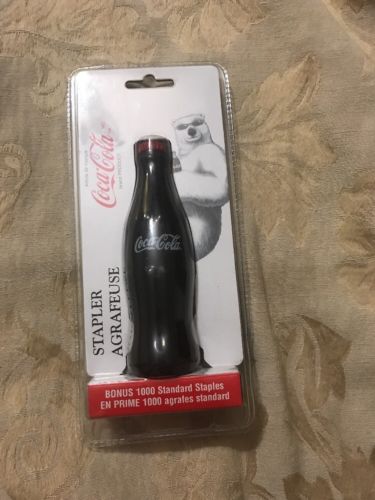 Coca-Cola
Coca-Cola
STAPLER
AGRAFEUSE
BONUS 1000 Standard Staples
EN PRIME 1000 agrafes standard